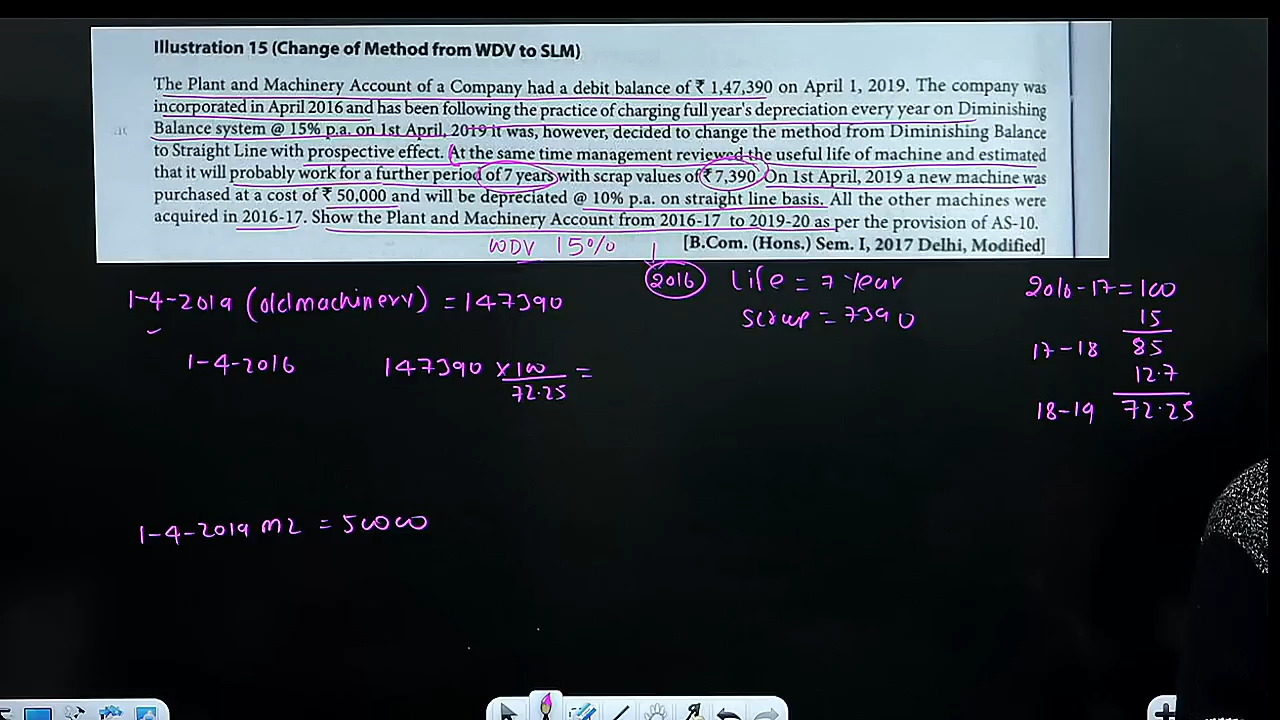 Illustration 15 (Change of Method from WDV to SLM)
The Plant and Machinery Account of a Company had a debit balance of ₹ 1,47,390 on April 1, 2019. The company was
incorporated in April 2016 and has been following the practice of charging full year's depreciation every year on Diminishing
Balance system @ 15% p.a. on 1st April, 2019 it was, however, decided to change the method from Diminishing Balance
to Straight Line with prospective effect. At the same time management reviewed the useful life of machine and estimated
that it will probably work for a further period of 7 years with scrap values of ₹ 7,390 On 1st April, 2019 a new machine was
purchased at a cost of ₹ 50,000 and will be depreciated @ 10% p.a. on straight line basis. All the other machines were
acquired in 2016-17. Show the Plant and Machinery Account from 2016-17 to 2019-20 as per the provision of AS-10.
[B.Com. (Hons.) Sem. I, 2017 Delhi, Modified]
WDV 15%
1-4-2019 (old machinery) = 147390
2016 Life = 7 year
scrap = 7390
2016-17 = 100
15
17-18 85
12.7
18-19 72.25
1-4-2016 147390 × 100 =
72.25
1-4-2019 m2 = 50000